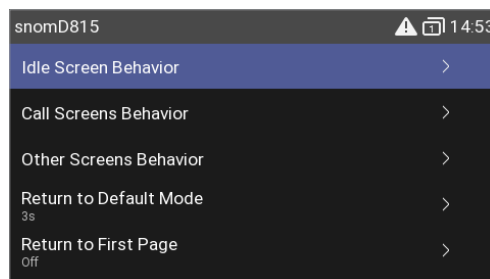 snomD815 1 14:53
Idle Screen Behavior
Call Screens Behavior
Other Screens Behavior
Return to Default Mode
3s
Return to First Page
Off